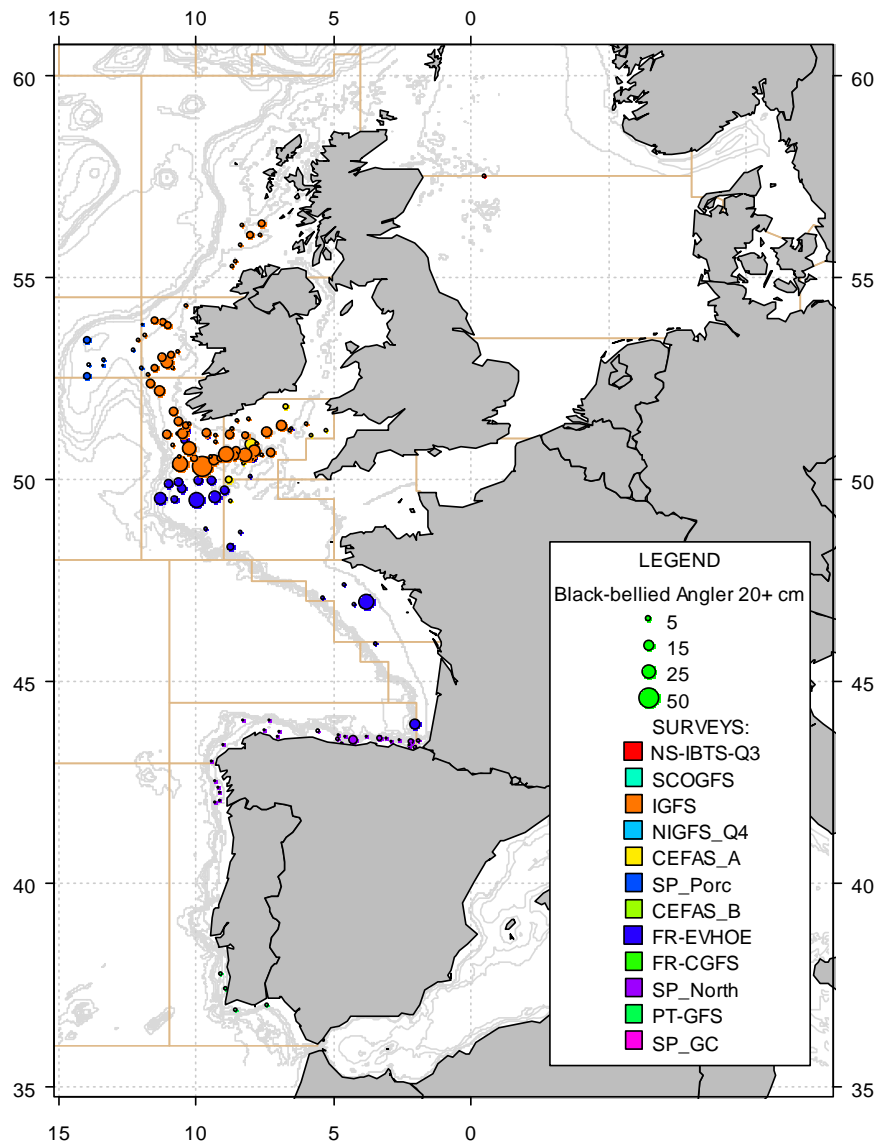 15 10 5 0
60 60
55 55
50 50
LEGEND
Black-bellied Angler 20+ cm
5
15
25
50
45 45
SURVEYS:
NS-IBTS-Q3
SCOGFS
IGFS
NIGFS_Q4
CEFAS_A
SP_Porc
CEFAS_B
FR-EVHOE
FR-CGFS
SP_North
PT-GFS
SP_GC
40 40
35 35
15 10 5 0